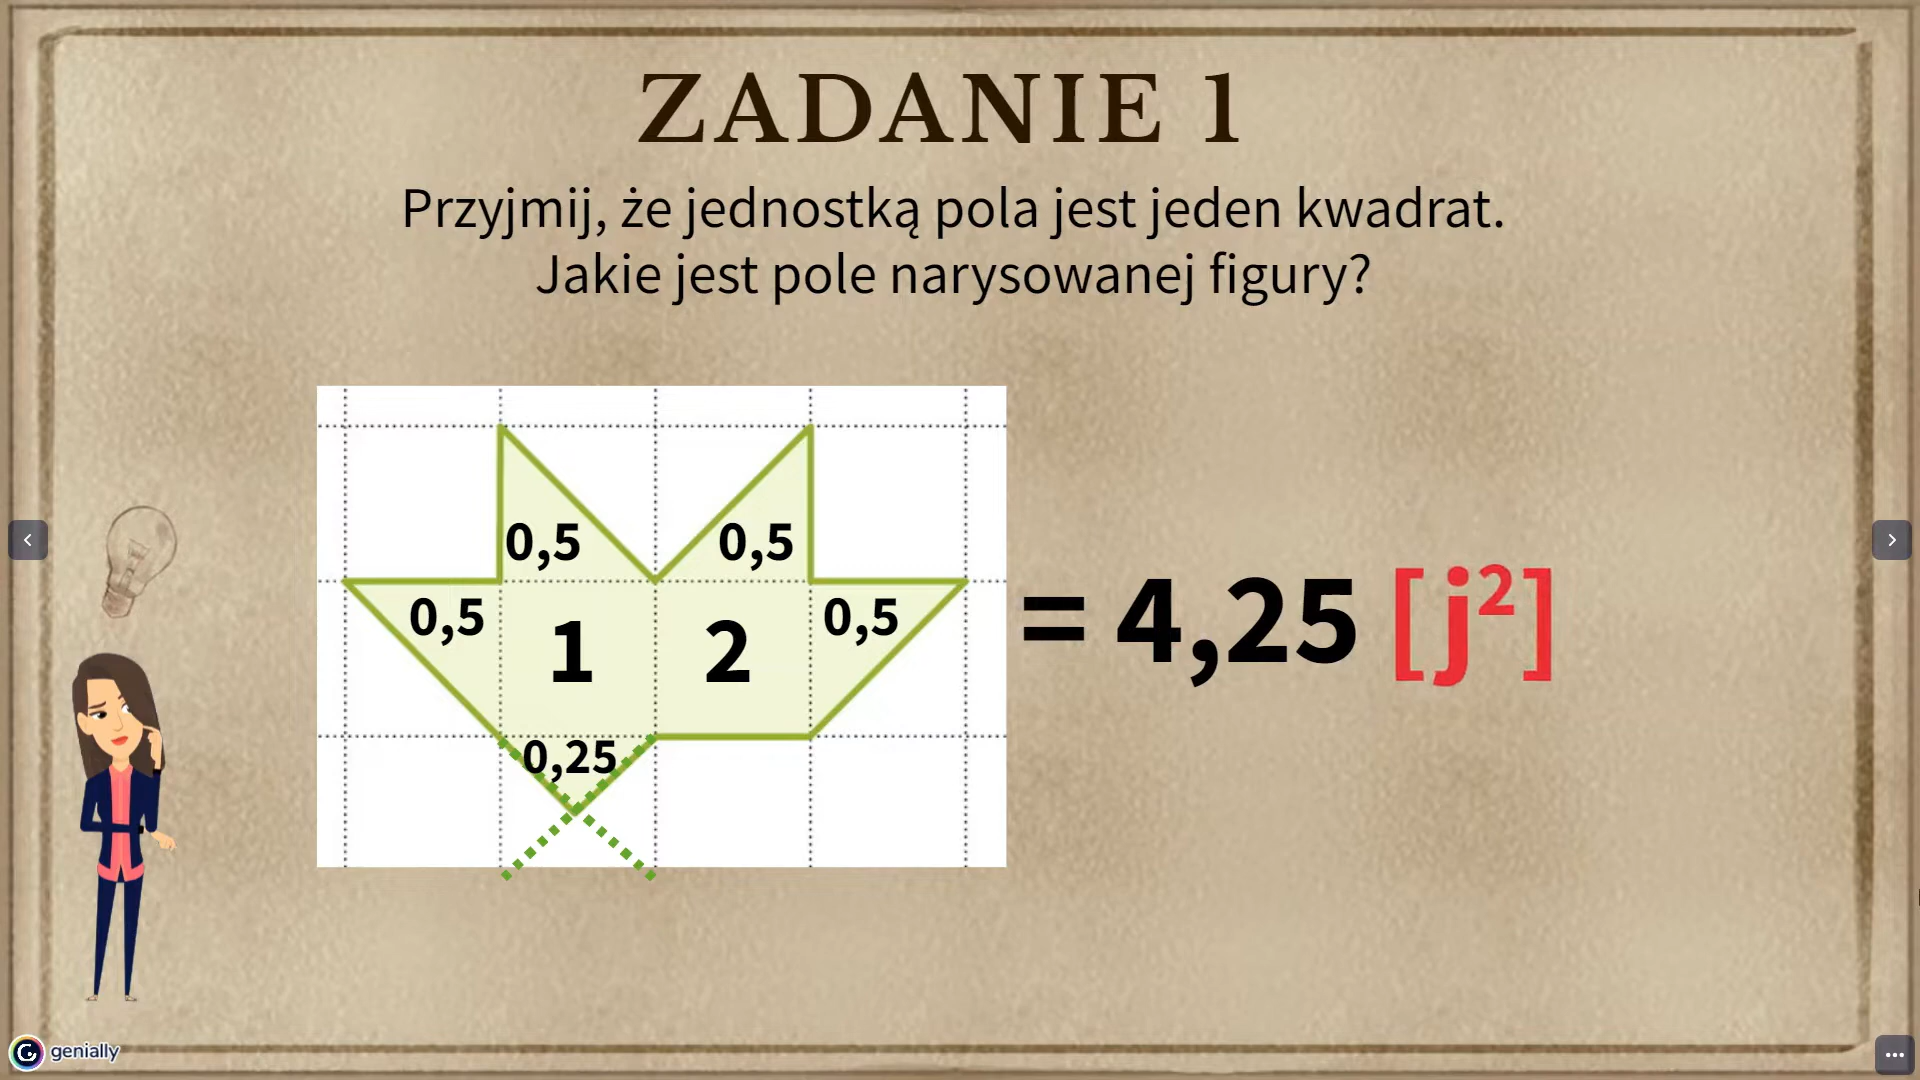 ZADANIE 1
Przyjmij, że jednostką pola jest jeden kwadrat.
Jakie jest pole narysowanej figury?
0,5 0,5
0,5 1 2 0,5
= 4,25 [j²]
0,25
genially